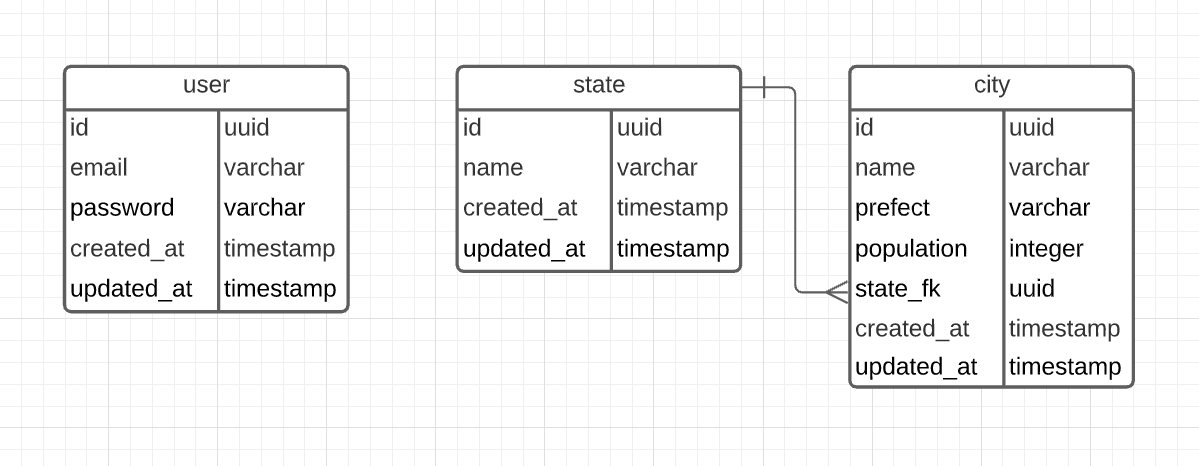 user
id uuid
email varchar
password varchar
created_at timestamp
updated_at timestamp
state
id uuid
name varchar
created_at timestamp
updated_at timestamp
city
id uuid
name varchar
prefect varchar
population integer
state_fk uuid
created_at timestamp
updated_at timestamp